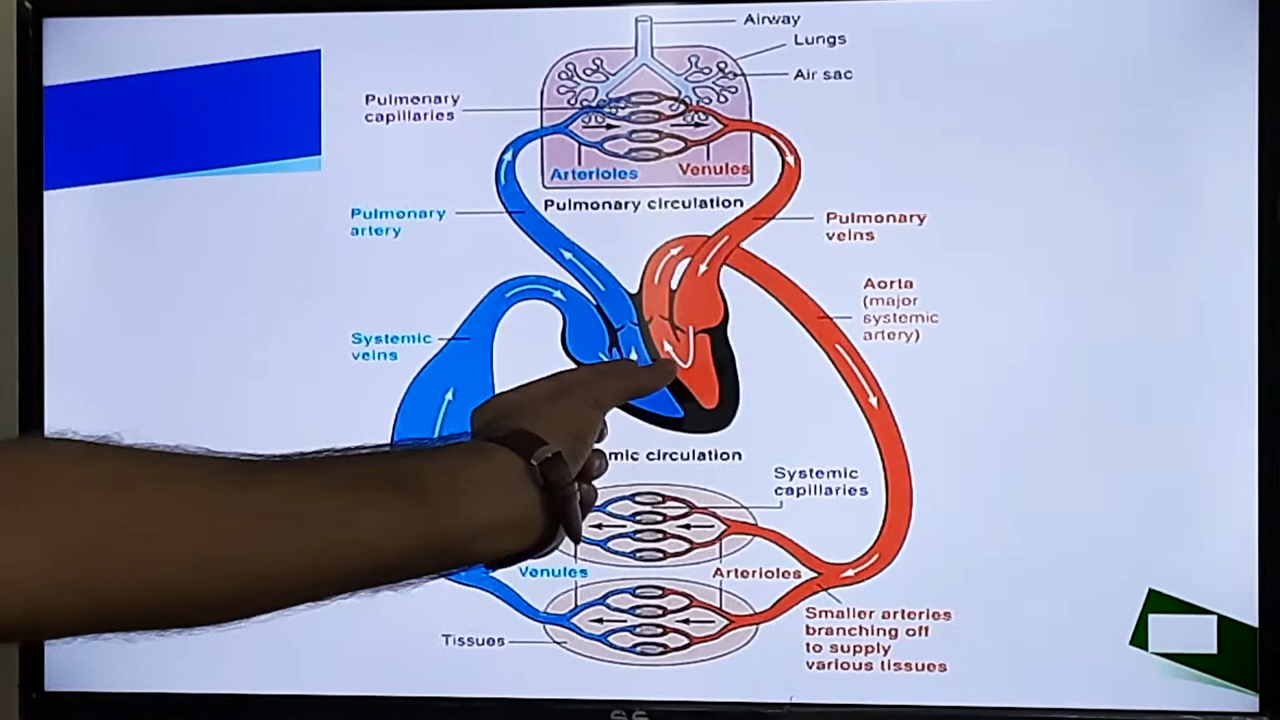 Airway
Lungs
Air sac
Pulmonary
capillaries
Arterioles
Venules
Pulmonary circulation
Pulmonary
artery
Pulmonary
veins
Aorta
(major
systemic
artery)
Systemic
veins
mic circulation
Systemic
capillaries
Venules
Arterioles
Smaller arteries
branching off
to supply
various tissues
Tissues